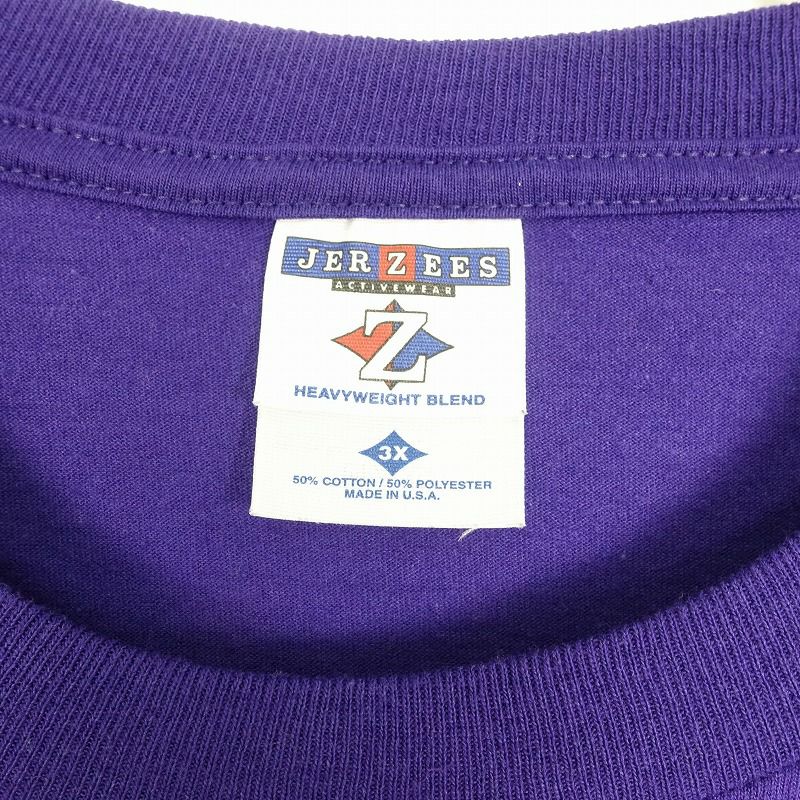 JERZEES
ACTIVEWEAR
Z
HEAVYWEIGHT BLEND
3X
50% COTTON / 50% POLYESTER
MADE IN U.S.A.